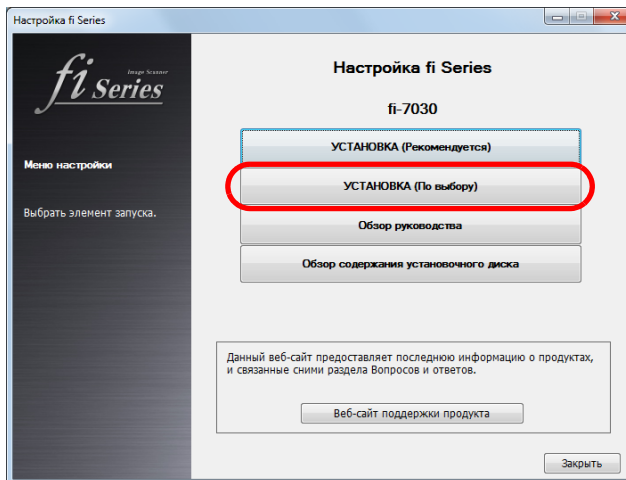 Настройка fi Series
Image Scanner
fi Series
Меню настройки
Выбрать элемент запуска.
Настройка fi Series
fi-7030
УСТАНОВКА (Рекомендуется)
УСТАНОВКА (По выбору)
Обзор руководства
Обзор содержания установочного диска
Данный веб-сайт предоставляет последнюю информацию о продуктах,
и связанные сними раздела Вопросов и ответов.
Веб-сайт поддержки продукта
Закрыть